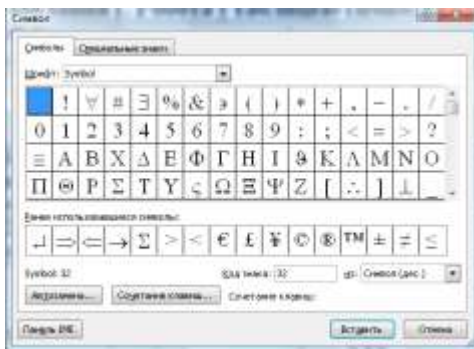 Символ
Символы Специальные знаки
Шрифт: Symbol
! ∀ # ∃ % & ∍ ( ) * + , − . /
0 1 2 3 4 5 6 7 8 9 : ; < = > ?
≅ Α Β Χ Δ Ε Φ Γ Η Ι ϑ Κ Λ Μ Ν Ο
Π Θ Ρ Σ Τ Υ ς Ω Ξ Ψ Ζ [ ∴ ] ⊥ _
Ранее использовавшиеся символы:
↵ ⇒ ⇐ → Σ > < € £ ¥ © ® ™ ± ≠ ≤
Symbol: 32 Код знака: 32 из: Символ (дес.)
Автозамена... Сочетание клавиш... Сочетание клавиш:
Панель IME Вставить Отмена